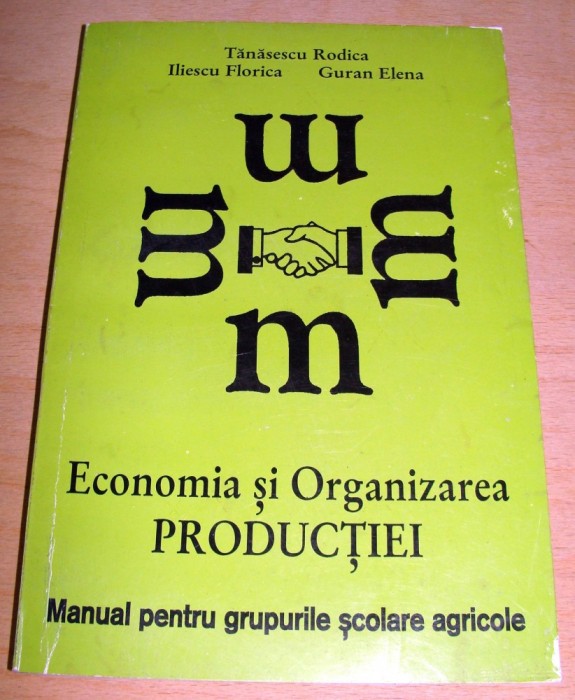 Tănăsescu Rodica
Iliescu Florica Guran Elena
m
m m
m
Economia și Organizarea
PRODUCȚIEI
Manual pentru grupurile școlare agricole